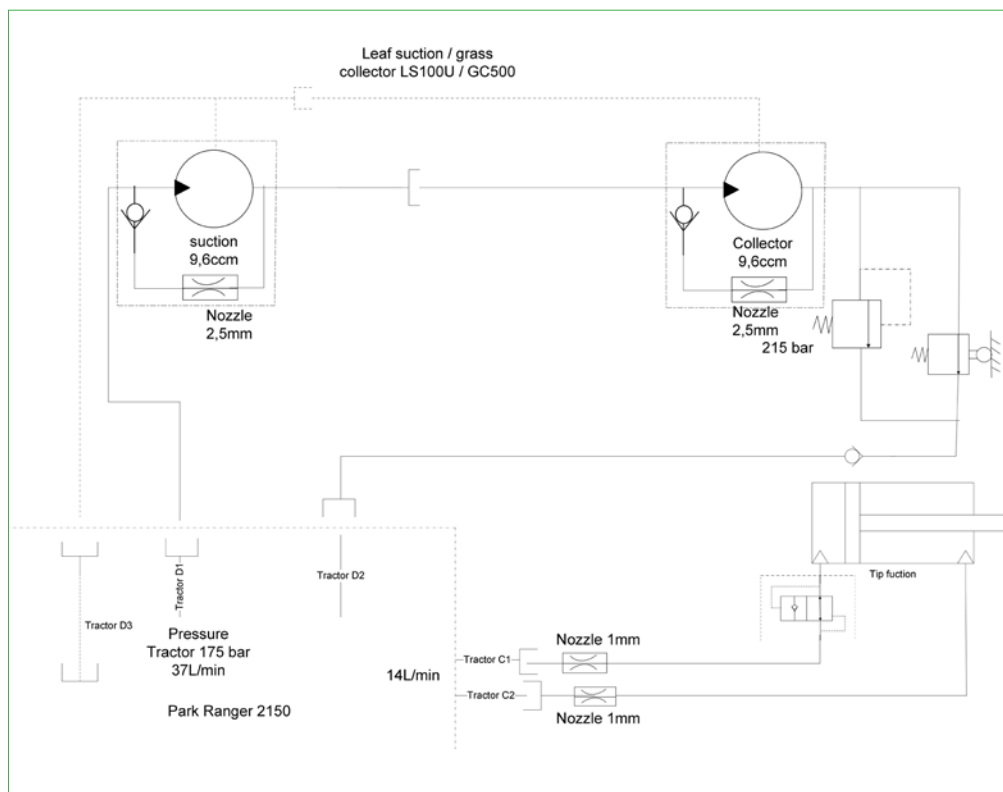 Leaf suction / grass
collector LS100U / GC500
suction
9,6ccm
Nozzle
2,5mm
Collector
9,6ccm
Nozzle
2,5mm
215 bar
Tip fuction
Tractor D3
Tractor D1
Tractor D2
Pressure
Tractor 175 bar
37L/min
14L/min
Park Ranger 2150
Tractor C1
Nozzle 1mm
Tractor C2
Nozzle 1mm